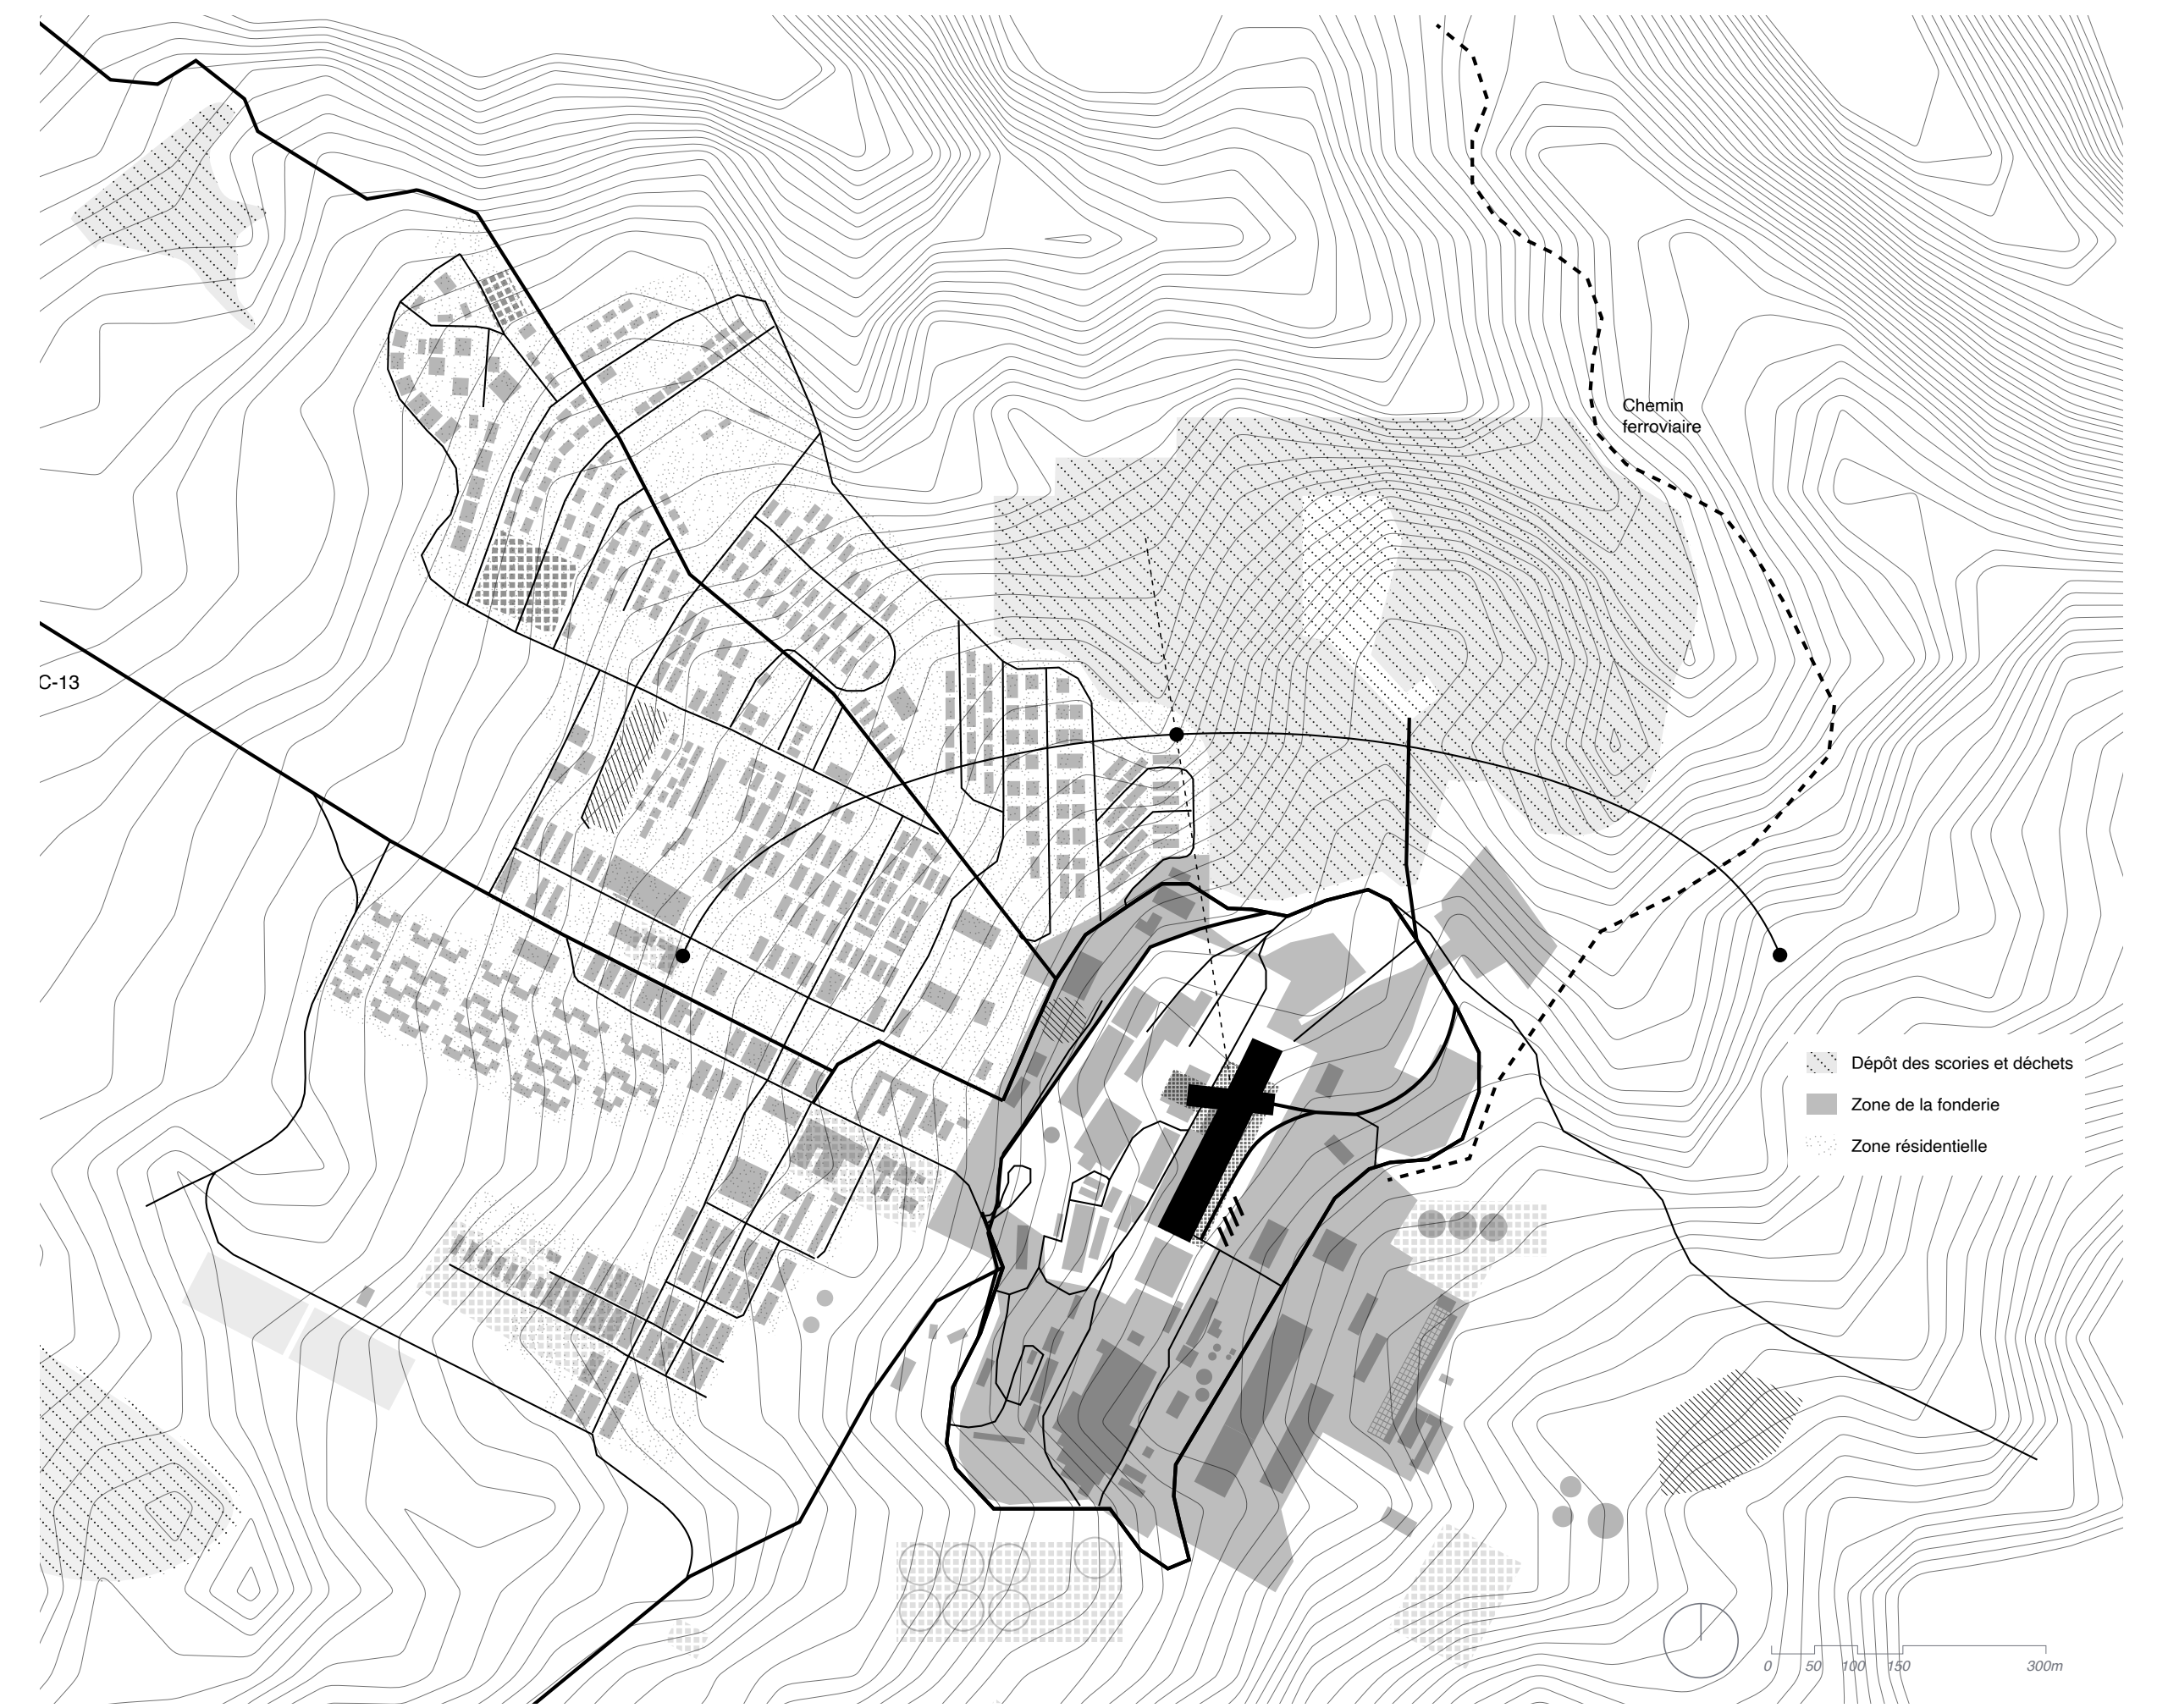 Chemin
ferroviaire
C-13
Dépôt des scories et déchets
Zone de la fonderie
Zone résidentielle
0 50 100 150 300m